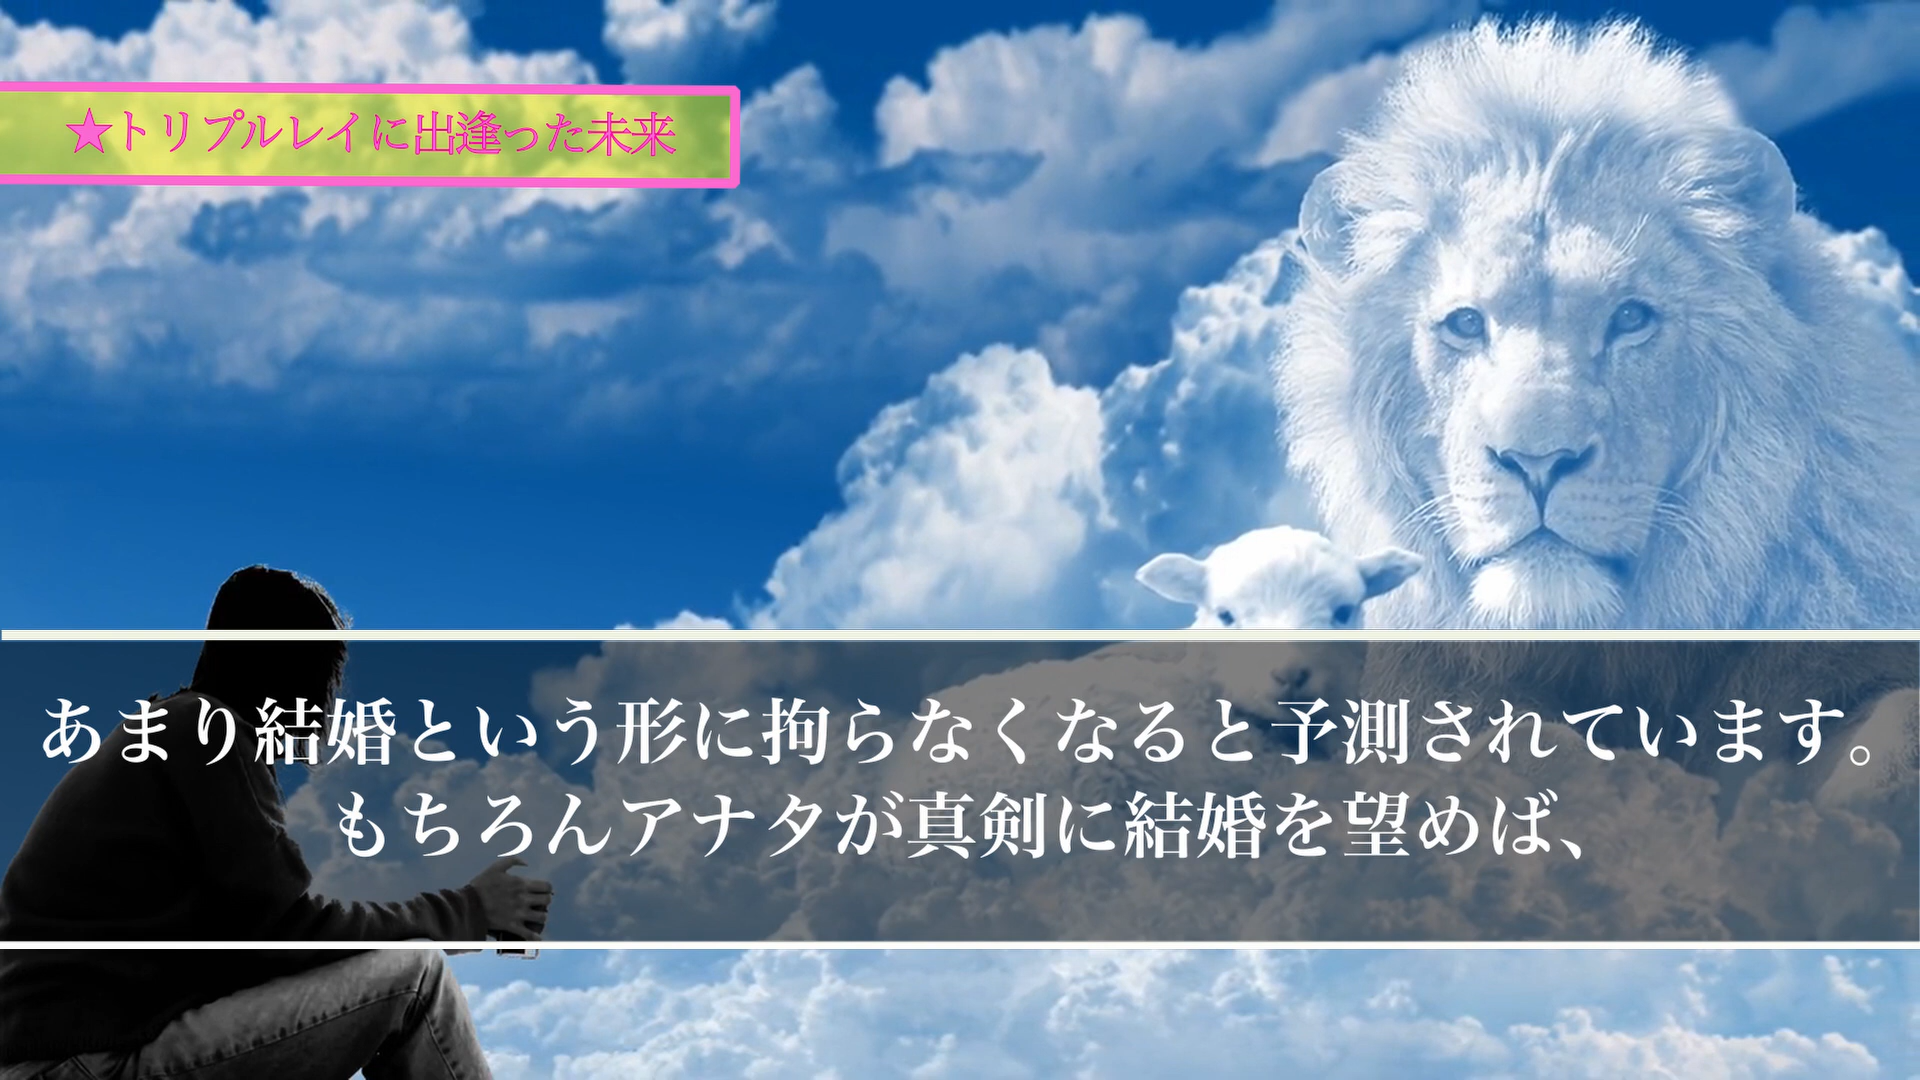 ★トリプルレイに出逢った未来
あまり結婚という形に拘らなくなると予測されています。
もちろんアナタが真剣に結婚を望めば、